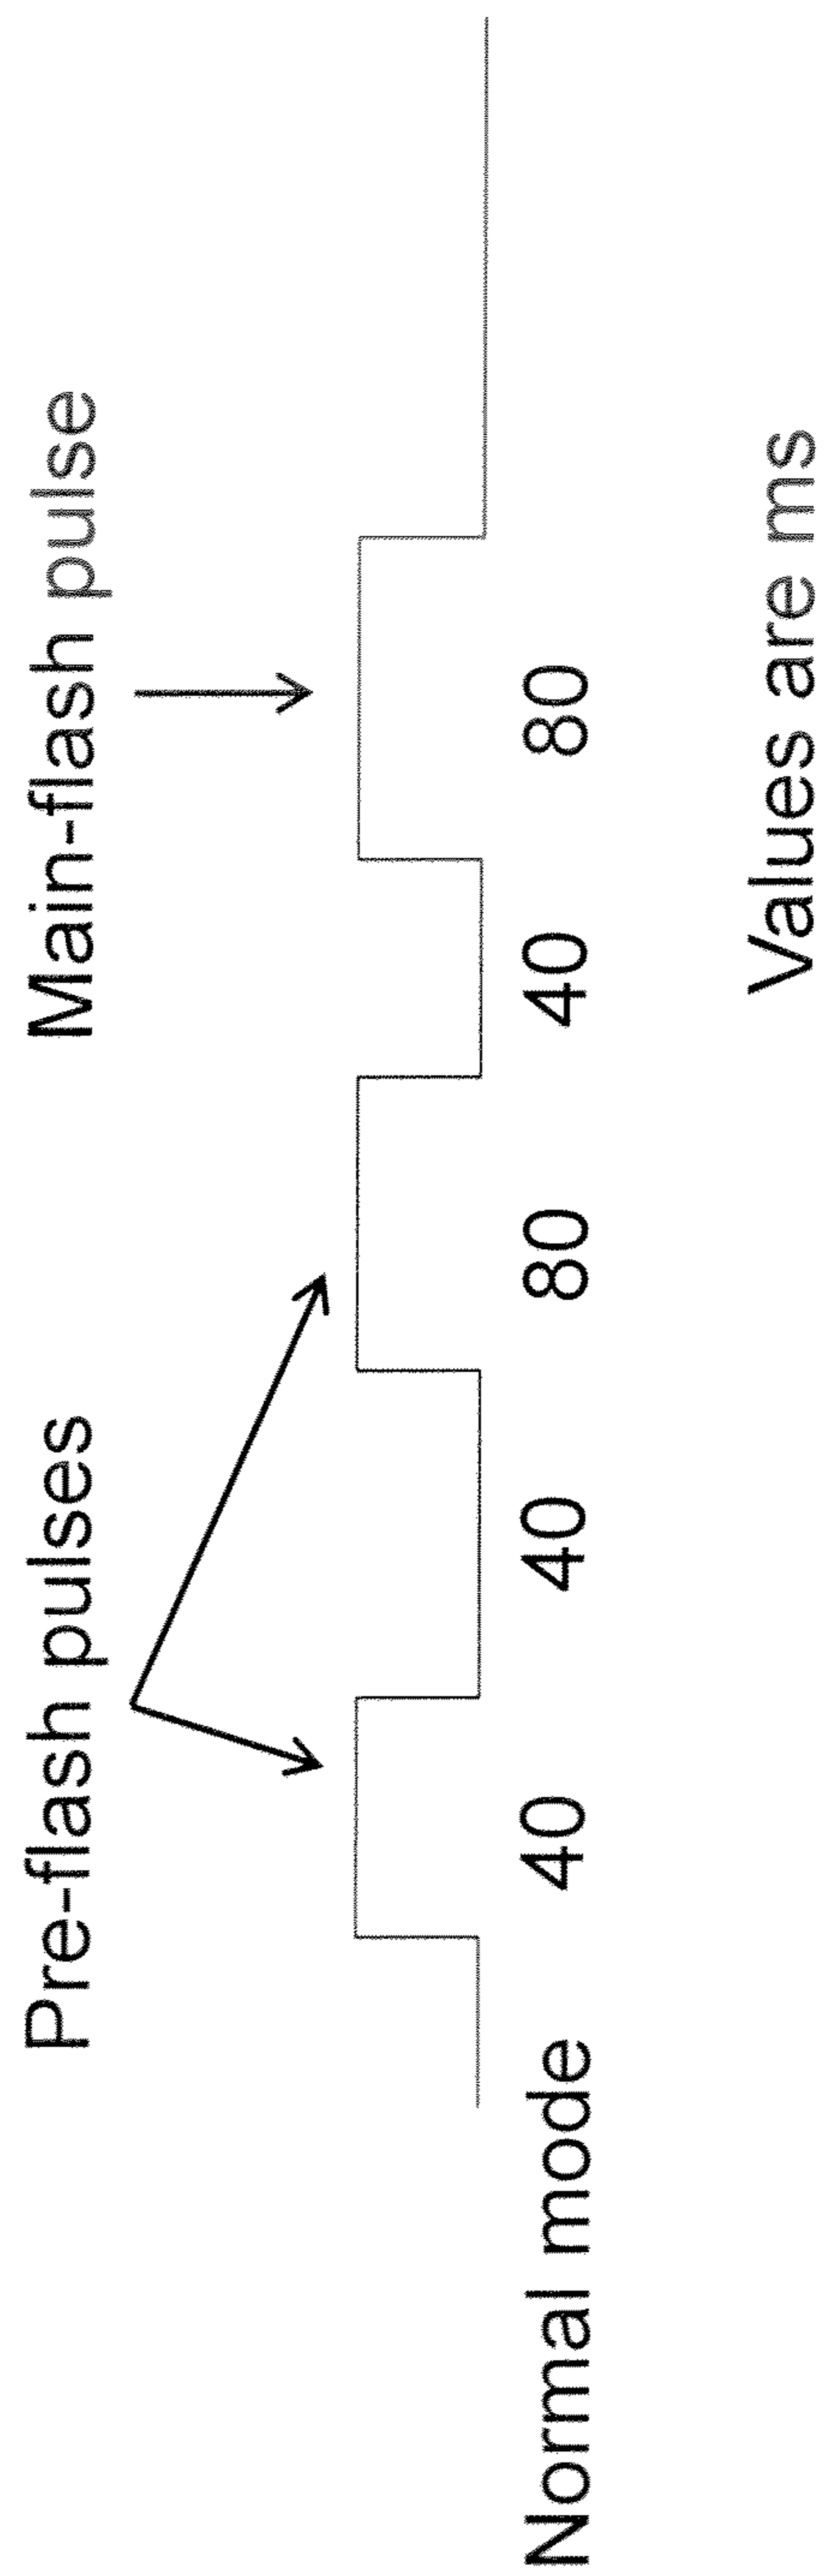 Pre-flash pulses
Main-flash pulse
Normal mode
40
40
80
40
80
Values are ms